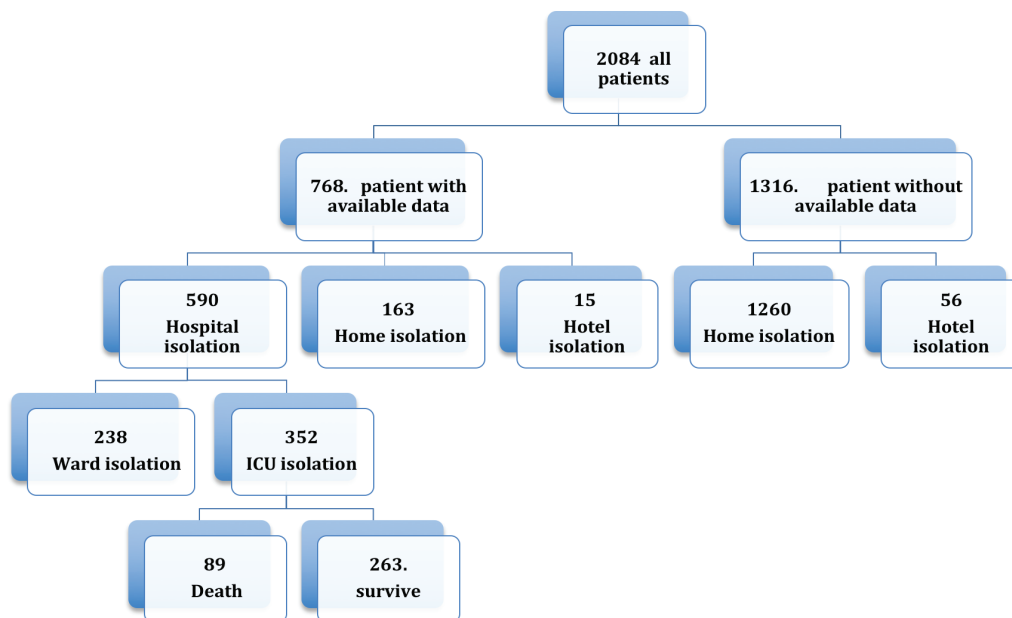 2084 all
patients
768. patient with
available data
1316. patient without
available data
590
Hospital
isolation
163
Home isolation
15
Hotel
isolation
1260
Home isolation
56
Hotel
isolation
238
Ward isolation
352
ICU isolation
89
Death
263.
survive